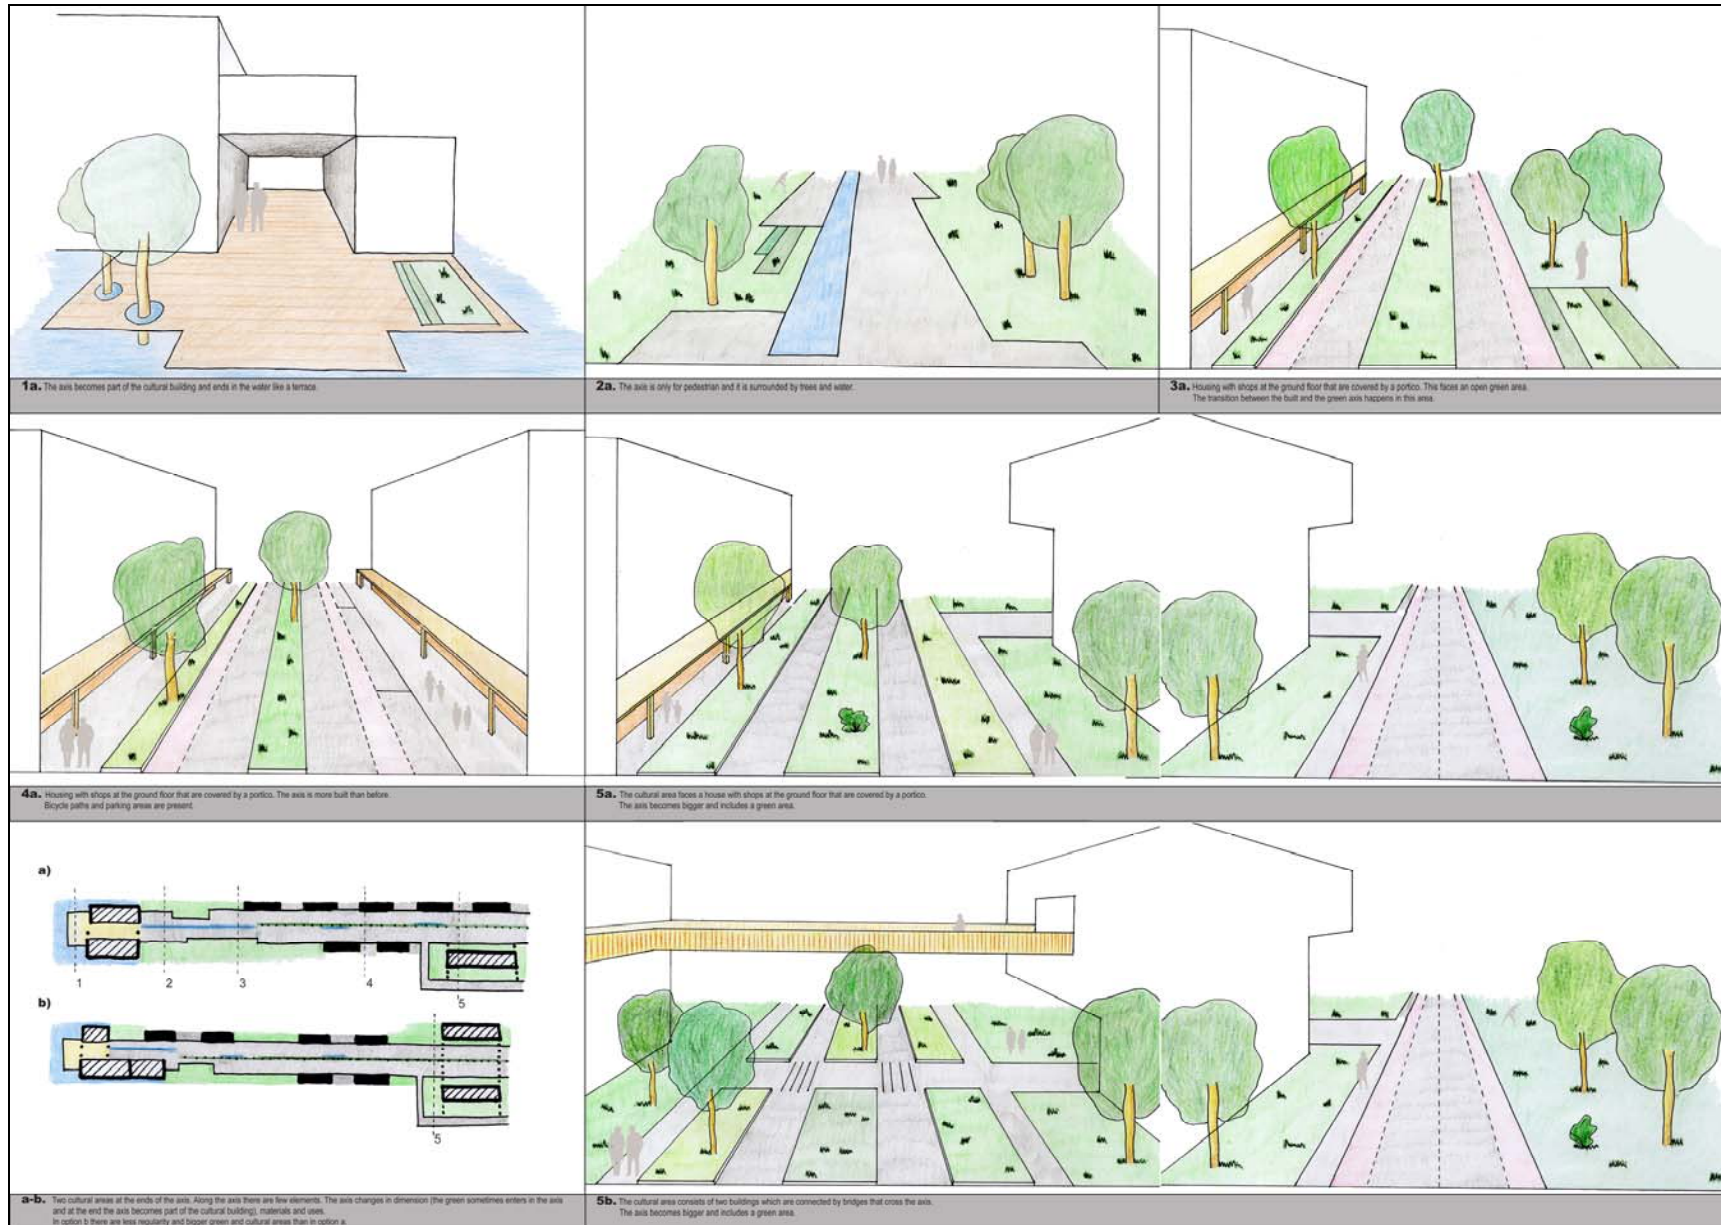 1a. The axis becomes part of the cultural building and ends in the water like a terrace.
2a. The axis is only for pedestrian and it is surrounded by trees and water.
3a. Housing with shops at the ground floor that are covered by a portico. This faces an open green area.
The transition between the built and the green axis happens in this area.
4a. Housing with shops at the ground floor that are covered by a portico. The axis is more built than before.
Bicycle paths and parking areas are present.
5a. The cultural area faces a house with shops at the ground floor that are covered by a portico.
The axis becomes bigger and includes a green area.
a)
1 2 3 4 5
b)
5
a-b. Two cultural areas at the ends of the axis. Along the axis there are few elements. The axis changes in dimension (the green sometimes enters in the axis
and at the end the axis becomes part of the cultural building), materials and uses.
In option b there are less regularity and bigger green and cultural areas than in option a.
5b. The cultural area consists of two buildings which are connected by bridges that cross the axis.
The axis becomes bigger and includes a green area.